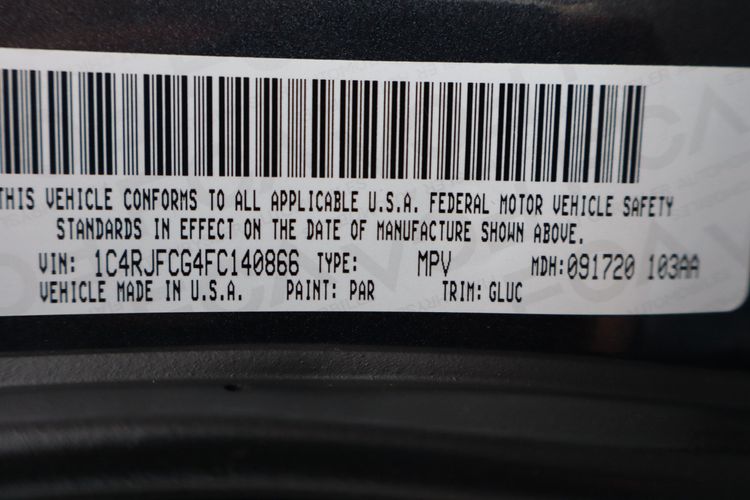 THIS VEHICLE CONFORMS TO ALL APPLICABLE U.S.A. FEDERAL MOTOR VEHICLE SAFETY
STANDARDS IN EFFECT ON THE DATE OF MANUFACTURE SHOWN ABOVE.
VIN: 1C4RJFCG4FC140866 TYPE: MPV MDH:091720 103AA
VEHICLE MADE IN U.S.A. PAINT: PAR TRIM: GLUC